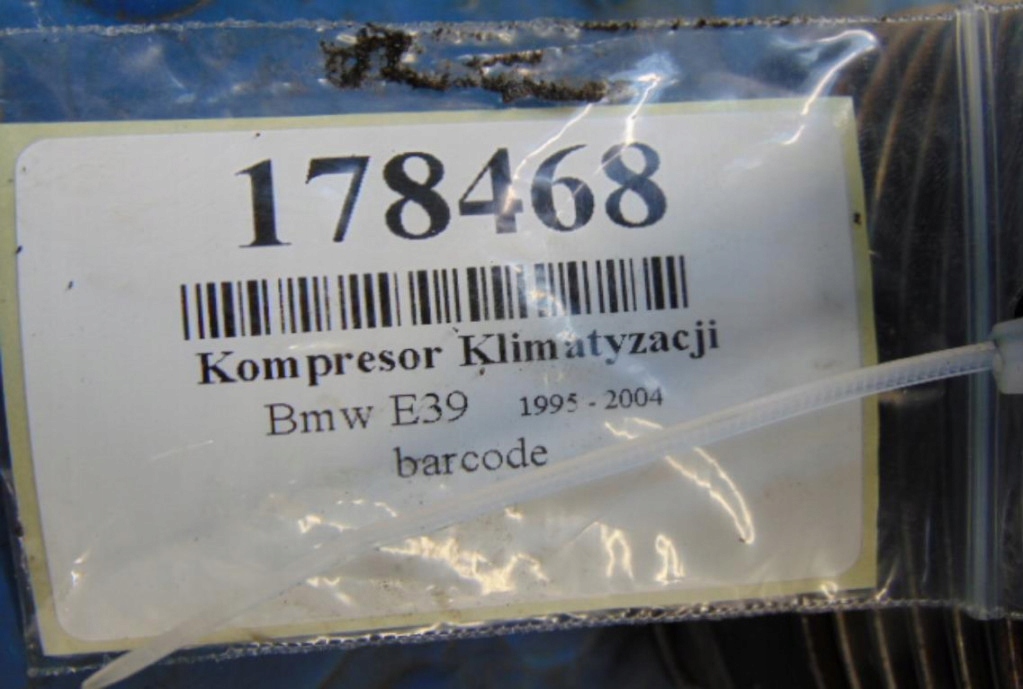 178468
Kompresor Klimatyzacji
Bmw E39 1995 - 2004
barcode